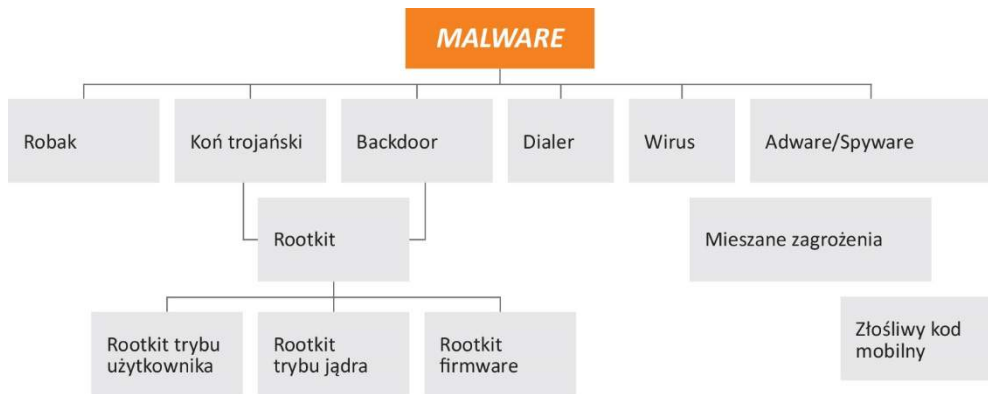 MALWARE
Robak
Koń trojański
Backdoor
Dialer
Wirus
Adware/Spyware
Rootkit
Mieszane zagrożenia
Rootkit trybu
użytkownika
Rootkit
trybu jądra
Rootkit
firmware
Złośliwy kod
mobilny